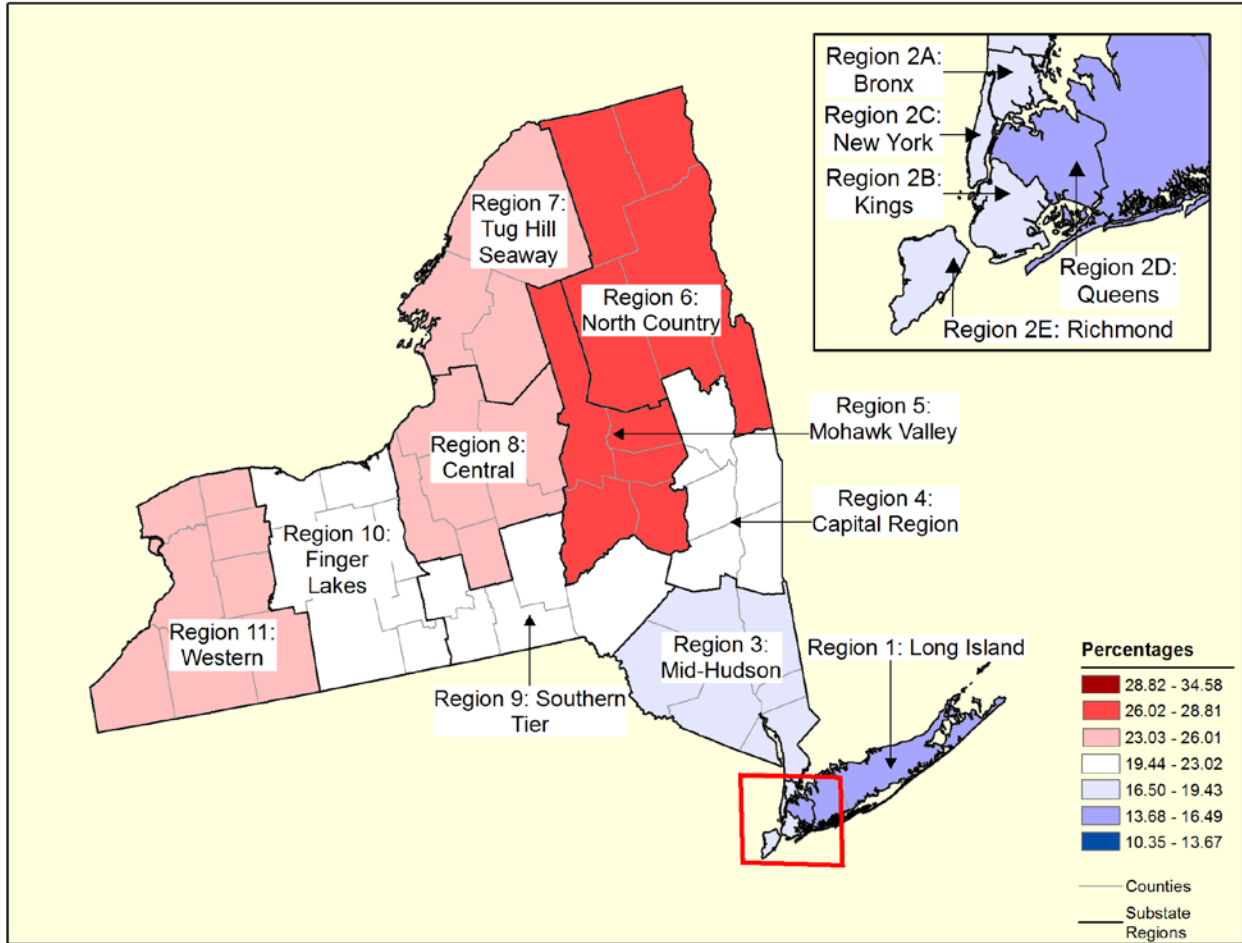 Region 2A:
Bronx
Region 2C:
New York
Region 2B:
Kings
Region 2D:
Queens
Region 2E: Richmond
Region 7:
Tug Hill
Seaway
Region 6:
North Country
Region 5:
Mohawk Valley
Region 8:
Central
Region 4:
Capital Region
Region 10:
Finger
Lakes
Region 11:
Western
Region 3:
Mid-Hudson
Region 1: Long Island
Region 9: Southern
Tier
Percentages
28.82 - 34.58
26.02 - 28.81
23.03 - 26.01
19.44 - 23.02
16.50 - 19.43
13.68 - 16.49
10.35 - 13.67
Counties
Substate
Regions